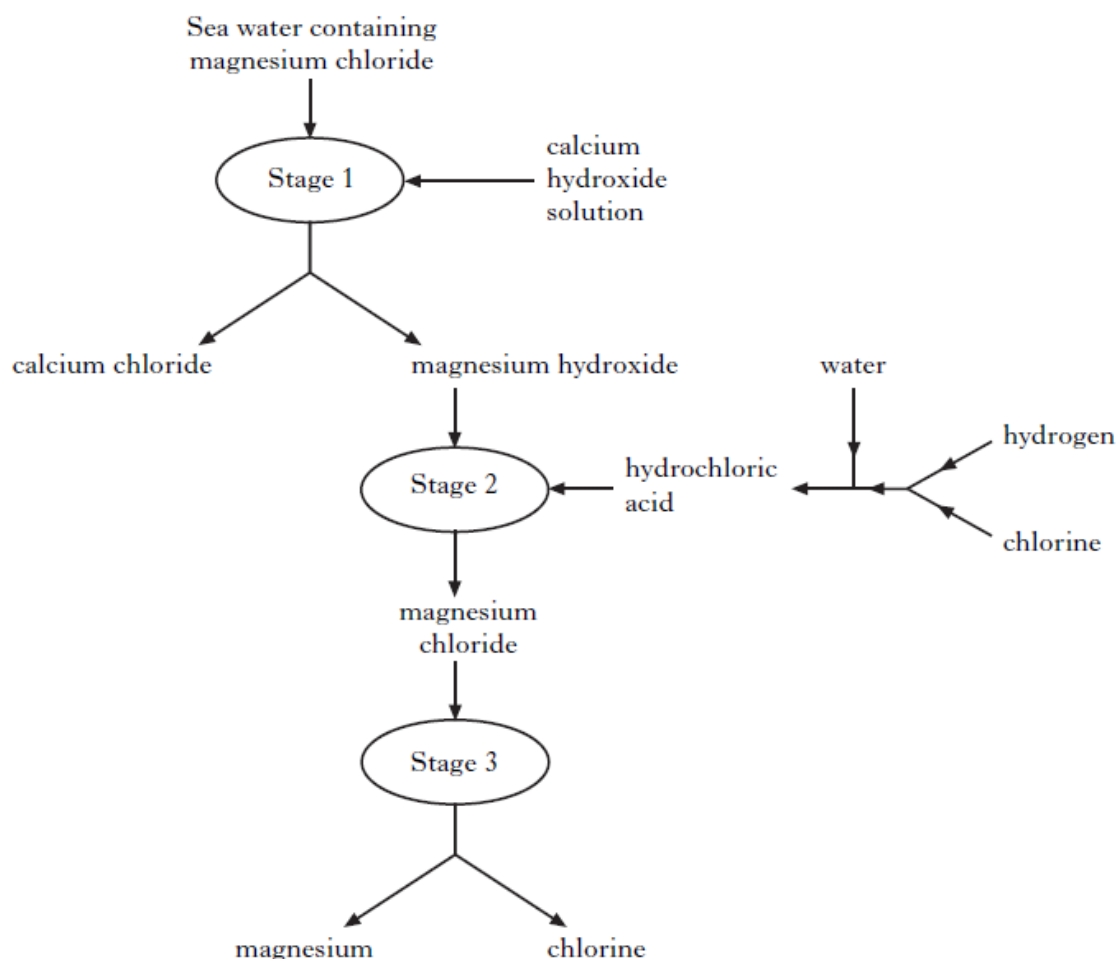 Sea water containing
magnesium chloride
Stage 1
calcium
hydroxide
solution
calcium chloride
magnesium hydroxide
water
hydrogen
Stage 2
hydrochloric
acid
chlorine
magnesium
chloride
Stage 3
magnesium
chlorine